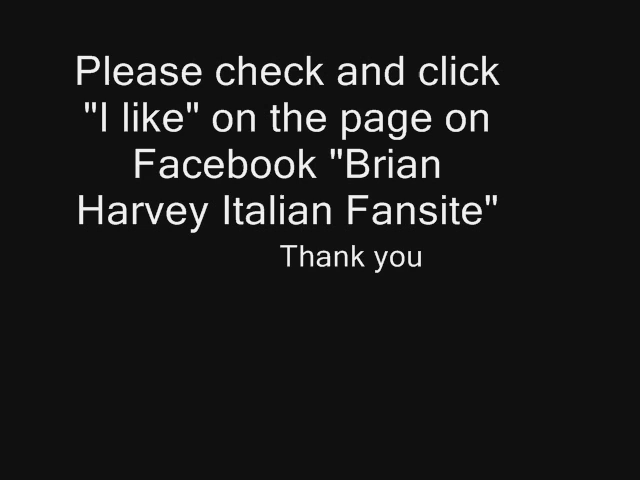 Please check and click
"I like" on the page on
Facebook "Brian
Harvey Italian Fansite"
Thank you